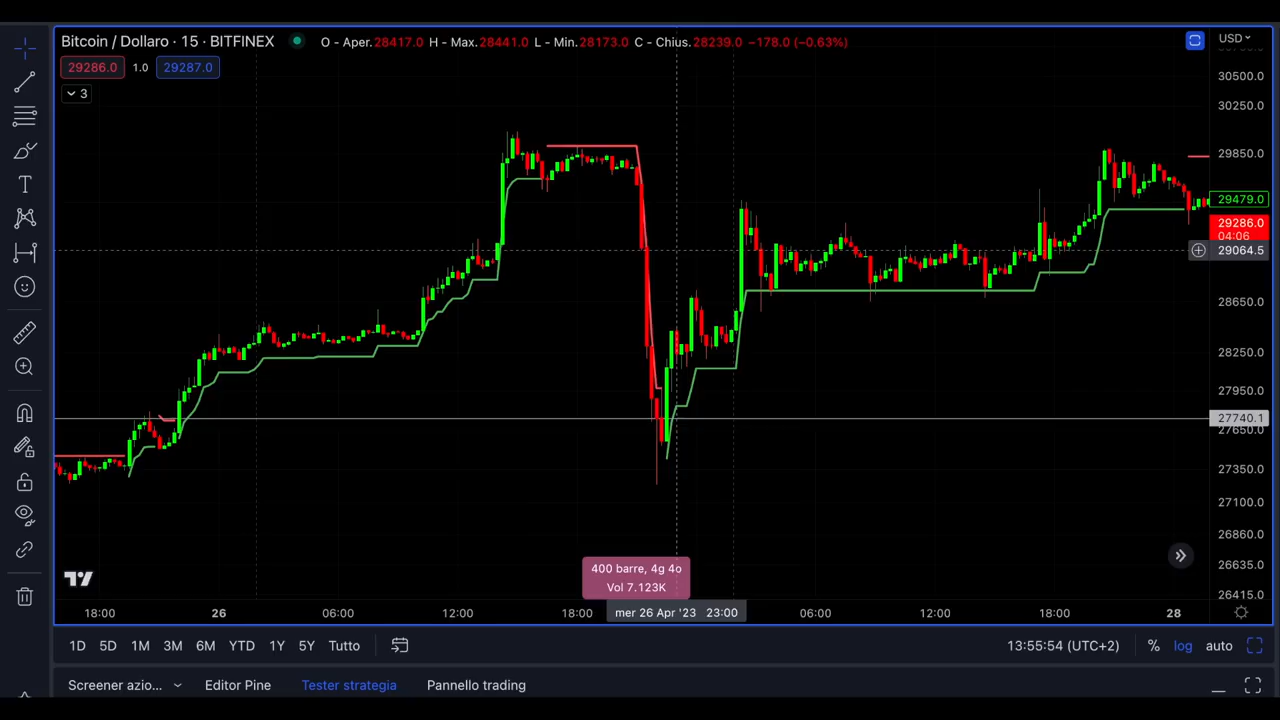 Bitcoin / Dollaro · 15 · BITFINEX O - Aper.28417.0 H - Max.28441.0 L - Min.28173.0 C - Chius.28239.0 −178.0 (−0.63%)
USD
29286.0 1.0 29287.0
3
30500.0
30250.0
29850.0
29479.0
29286.0
04:06
29064.5
28650.0
28250.0
27950.0
27740.1
27650.0
27350.0
27100.0
26860.0
26635.0
26415.0
400 barre, 4g 4o
Vol 7.123K
18:00 26 06:00 12:00 18:00 mer 26 Apr '23 23:00 06:00 12:00 18:00 28
1D 5D 1M 3M 6M YTD 1Y 5Y Tutto 13:55:54 (UTC+2) % log auto
Screener azio... Editor Pine Tester strategia Pannello trading